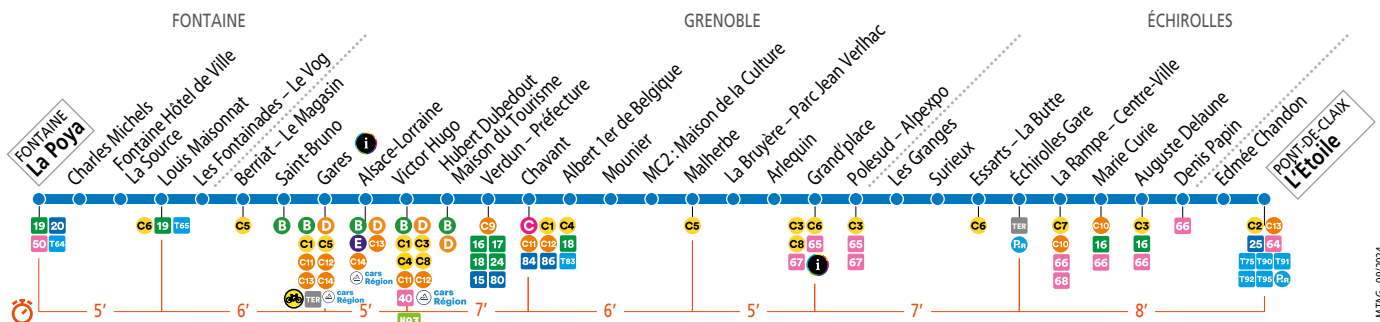 FONTAINE
GRENOBLE
ÉCHIROLLES
FONTAINE
La Poya
Charles Michels
Fontaine Hôtel de Ville
La Source
Louis Maisonnat
Les Fontainades – Le Vog
Berriat – Le Magasin
Saint-Bruno
Gares
i
Alsace-Lorraine
Victor Hugo
Hubert Dubedout
Maison du Tourisme
Verdun – Préfecture
Chavant
Albert 1er de Belgique
Mounier
MC2 : Maison de la Culture
Malherbe
La Bruyère – Parc Jean Verlhac
Arlequin
Grand'place
Polesud – Alpexpo
Les Granges
Surieux
Essarts – La Butte
Échirolles Gare
La Rampe – Centre-Ville
Marie Curie
Auguste Delaune
Denis Papin
Edmée Chandon
PONT-DE-CLAIX
L'Étoile
19 20
50 T64
C6
19 T65
C5
B
B D
C1 C5
C11 C12
C13 C14
TER cars Région
B D
E C13
C14
cars Région
B D
C1 C3
C4 C8
C11 C12
40 cars Région
N93
B
D
C9
16 17
18 24
15 80
C C1
C11 C12
84 86
C4
18
T83
C5
C3 C6
C8 65
67 i
C3
65
67
C6
TER
P+R
C7
C10
66
68
C10
16
66
C3
16
66
66
C2 C13
25 64
T75 T90 T91
T92 T95 P+R
5' 6' 5' 7' 6' 5' 7' 8'
MTAG - 09/2024